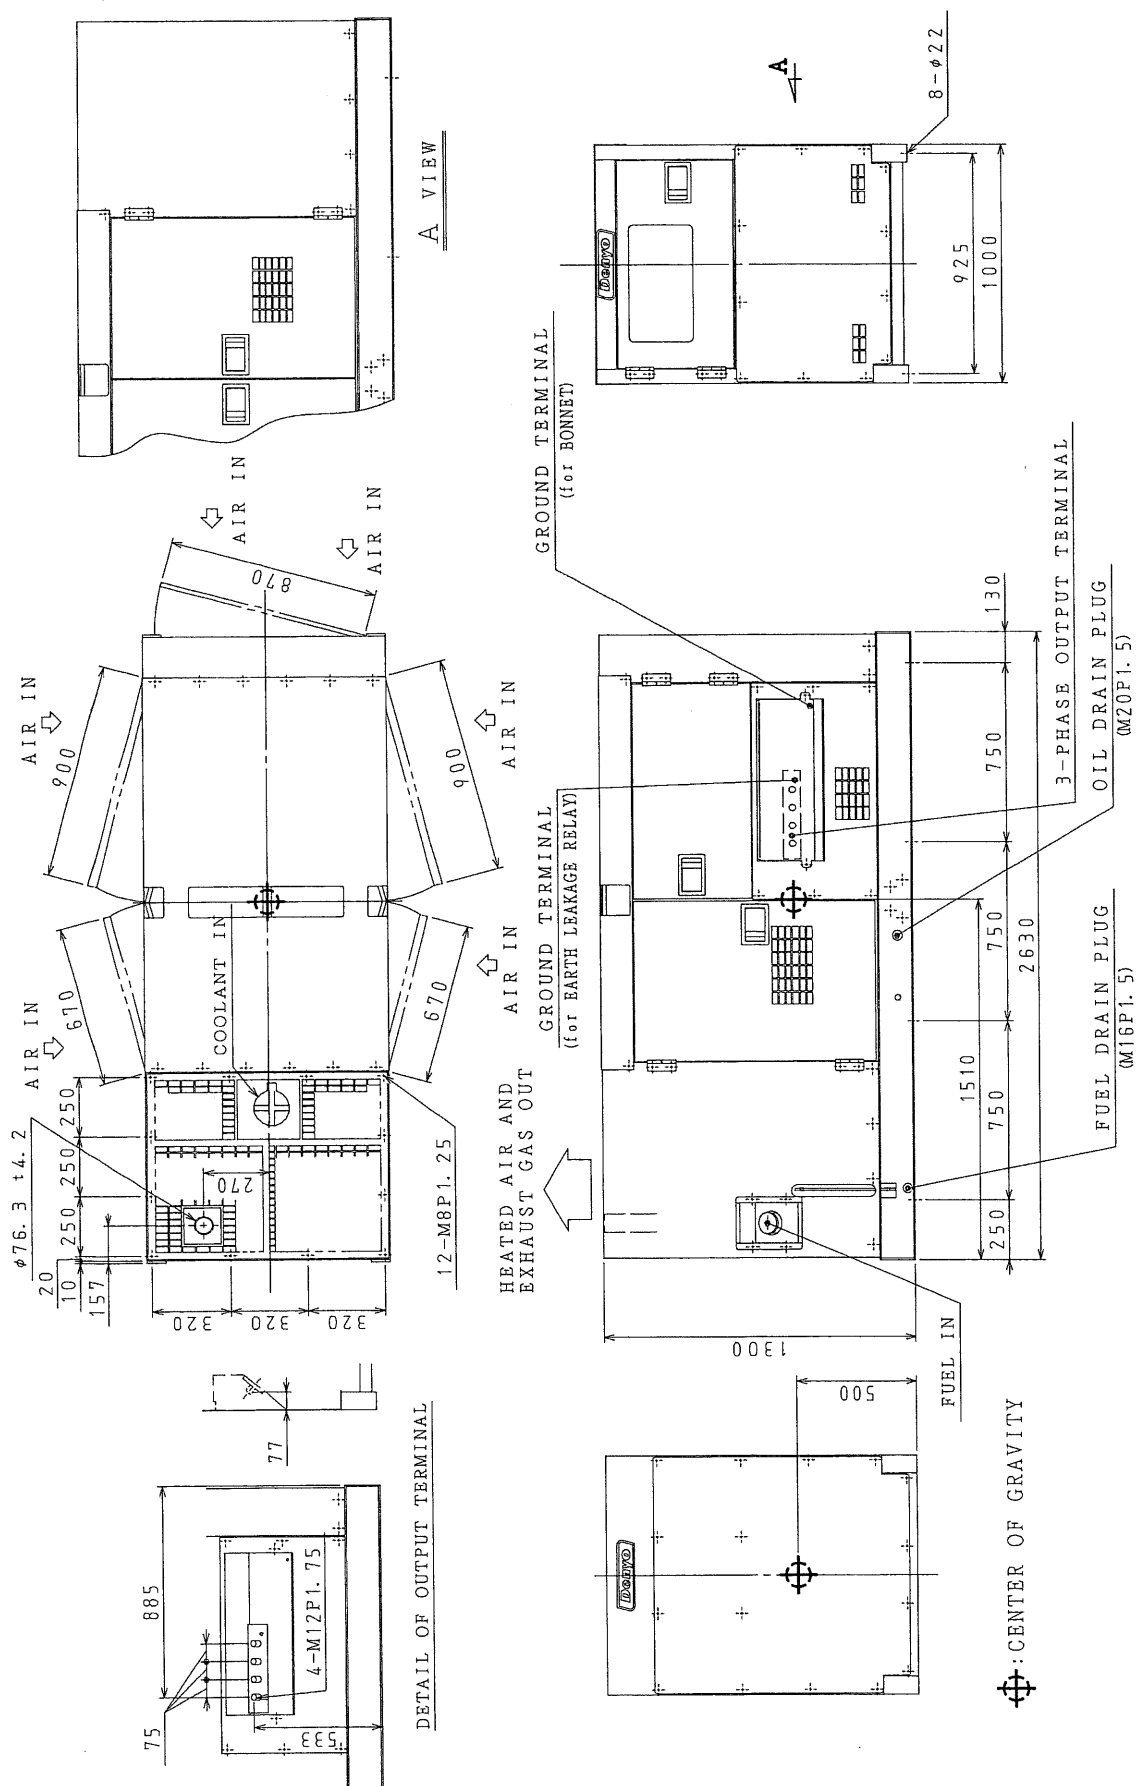 A VIEW
AIR IN
AIR IN
870
AIR IN
900
900
AIR IN
COOLANT IN
AIR IN
670
670
AIR IN
250
250
250
20
10
157
φ76.3 t4.2
270
12-M8P1.25
320
320
320
77
885
75
4-M12P1.75
533
DETAIL OF OUTPUT TERMINAL
Denyo
A
8-φ22
925
1000
GROUND TERMINAL
(for BONNET)
GROUND TERMINAL
(for EARTH LEAKAGE RELAY)
HEATED AIR AND
EXHAUST GAS OUT
130
750
750
750
250
1510
2630
3-PHASE OUTPUT TERMINAL
OIL DRAIN PLUG
(M20P1.5)
FUEL DRAIN PLUG
(M16P1.5)
1300
FUEL IN
500
Denyo
:CENTER OF GRAVITY